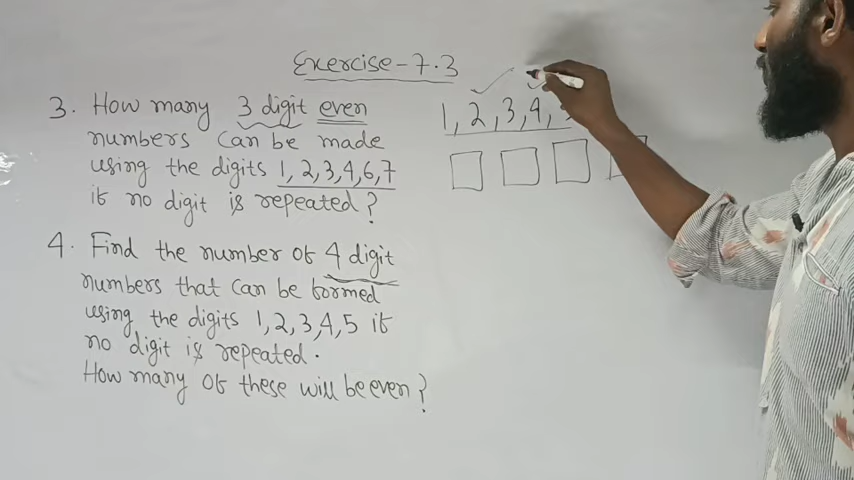 Exercise-7.3
3. How many 3 digit even
numbers can be made
using the digits 1, 2, 3, 4, 6, 7
if no digit is repeated?
4. Find the number of 4 digit
numbers that can be formed
using the digits 1, 2, 3, 4, 5 if
no digit is repeated.
How many of these will be even?
1, 2, 3, 4,